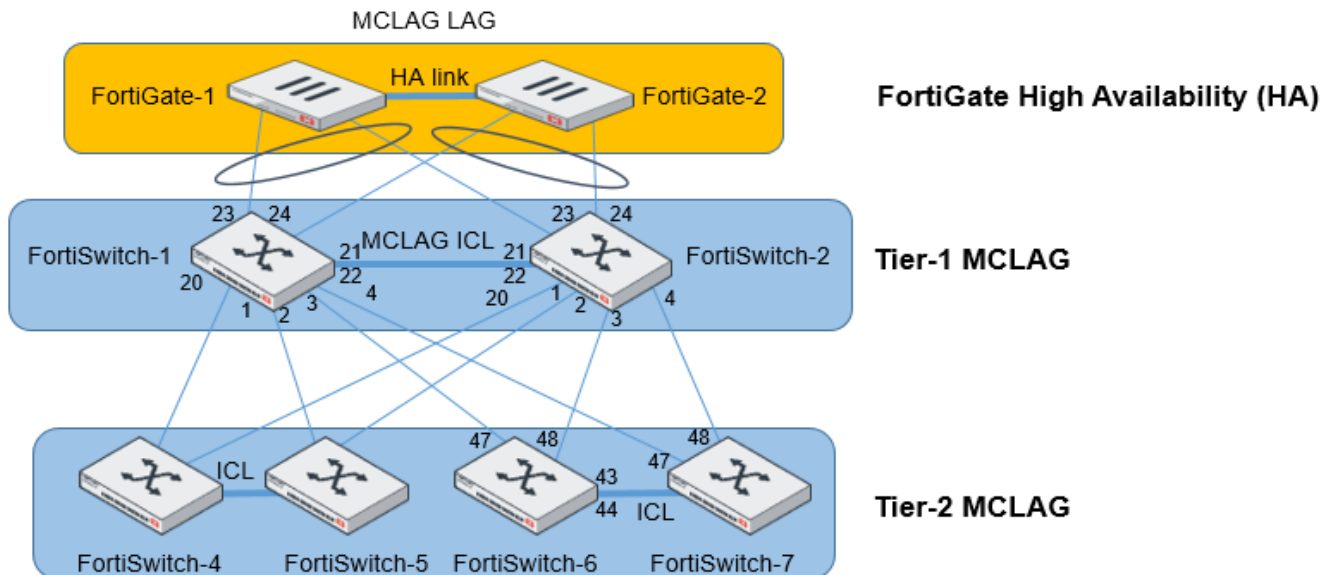 MCLAG LAG
FortiGate-1
HA link
FortiGate-2
FortiGate High Availability (HA)
23
24
23
24
FortiSwitch-1
21
MCLAG ICL
21
FortiSwitch-2
Tier-1 MCLAG
22
22
20
3
4
20
1
4
1
2
2
3
47
48
48
ICL
47
43
44
ICL
Tier-2 MCLAG
FortiSwitch-4
FortiSwitch-5
FortiSwitch-6
FortiSwitch-7